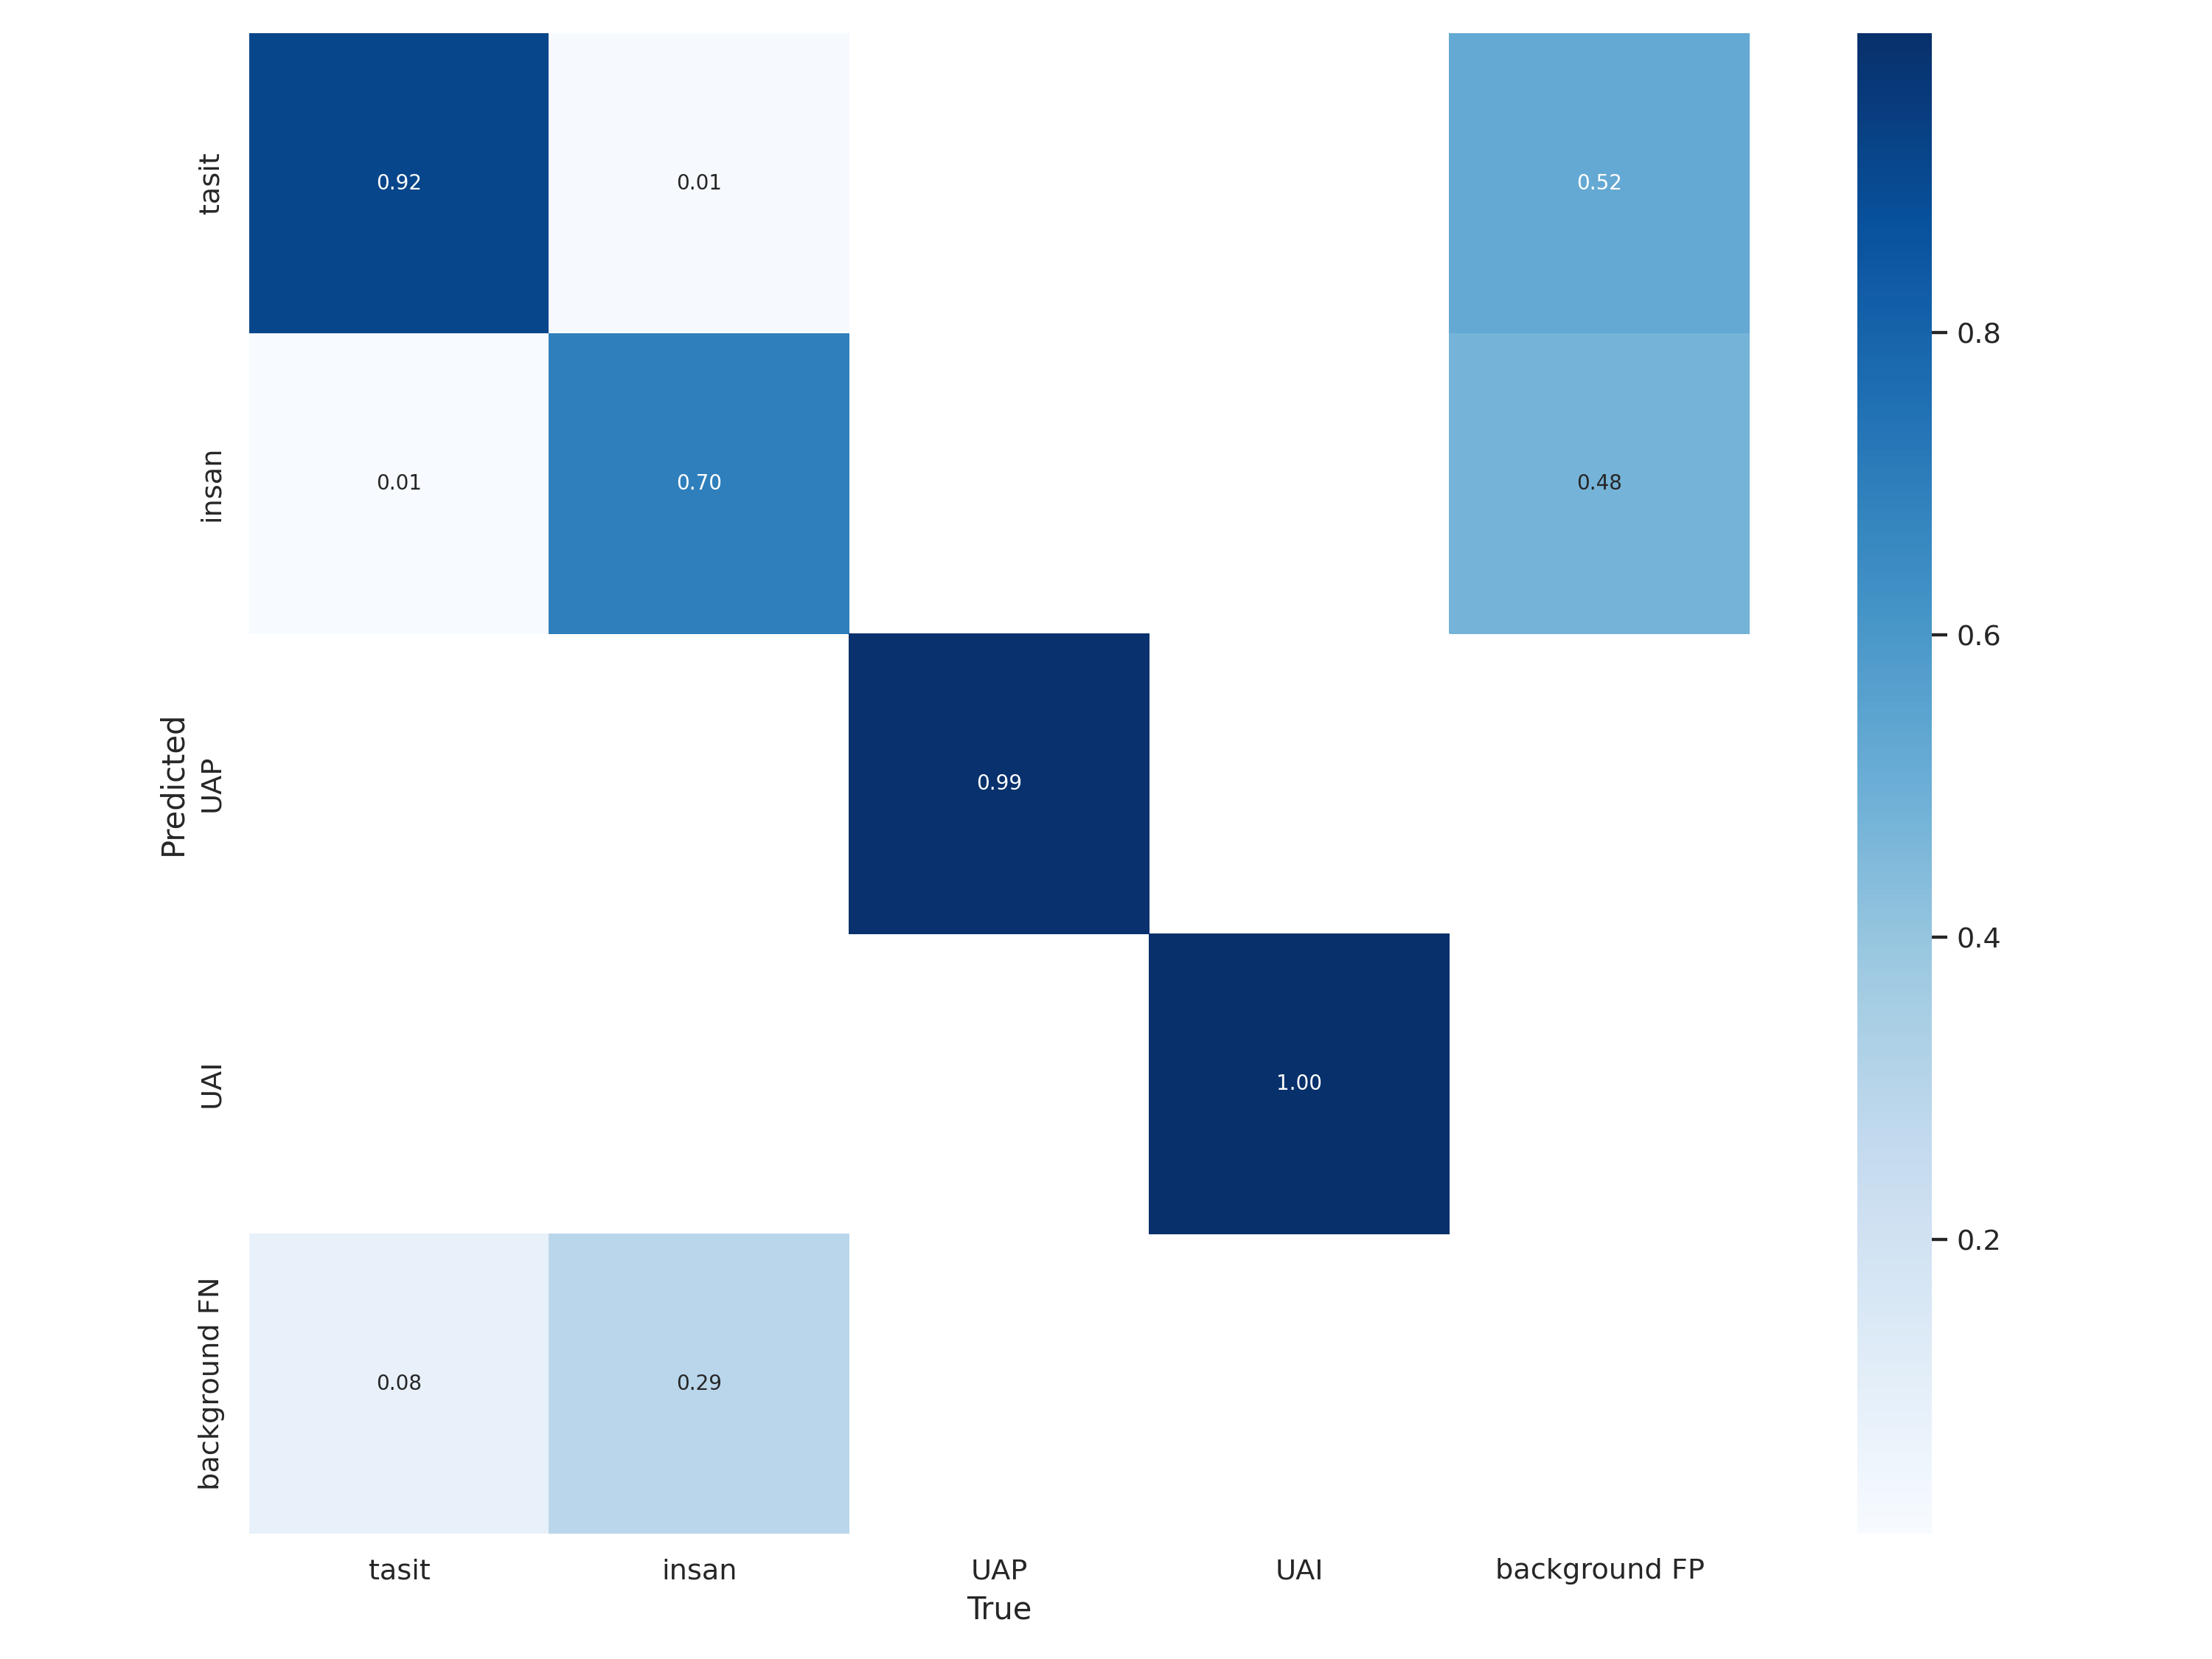 tasit
0.92
0.01
0.52
0.8
insan
0.01
0.70
0.48
0.6
Predicted
UAP
0.99
0.4
UAI
1.00
0.2
background FN
0.08
0.29
tasit
insan
UAP
UAI
background FP
True